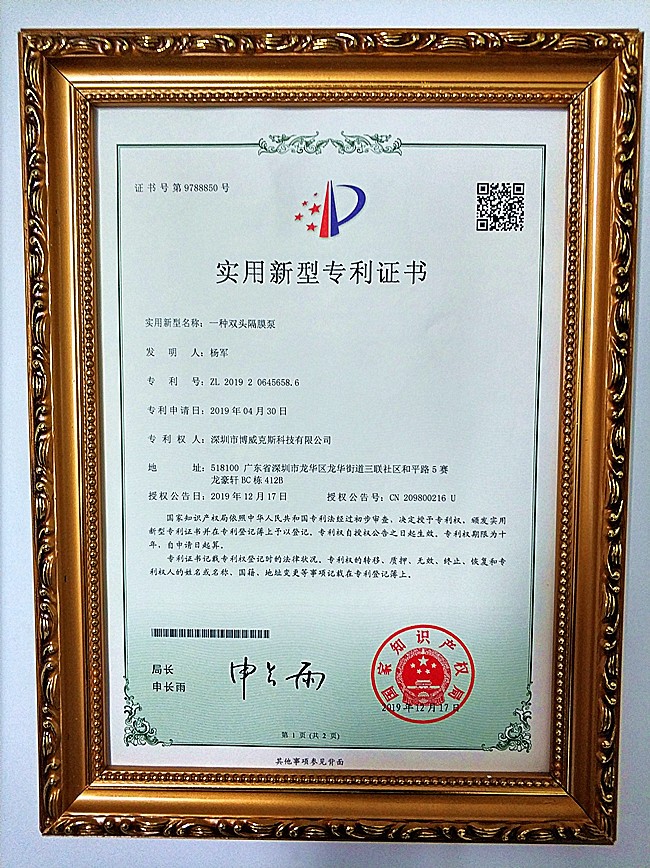 证书号第9788850号
实用新型专利证书
实用新型名称：一种双头隔膜泵
发明人：杨军
专利号：ZL 2019 2 0645658.6
专利申请日：2019年04月30日
专利权人：深圳市博威克斯科技有限公司
地址：518100 广东省深圳市龙华区龙华街道三联社区和平路5赛
龙豪轩BC栋412B
授权公告日：2019年12月17日 授权公告号：CN 209800216 U
国家知识产权局依照中华人民共和国专利法经过初步审查，决定授予专利权，颁发实用
新型专利证书并在专利登记簿上予以登记。专利权自授权公告之日起生效。专利权期限为十
年，自申请日起算。
专利证书记载专利权登记时的法律状况。专利权的转移、质押、无效、终止、恢复和专
利权人的姓名或名称、国籍、地址变更等事项记载在专利登记簿上。
局长
申长雨
申长雨
国家知识产权局
2019年12月17日
第1页(共2页)
其他事项参见背面